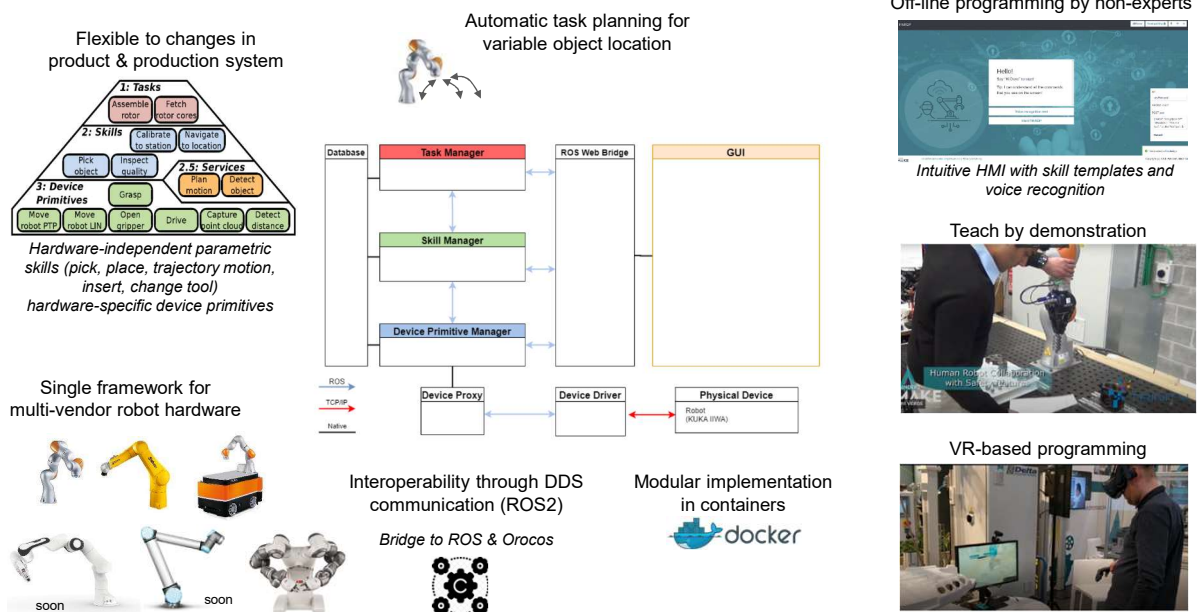 Off-line programming by non-experts
Automatic task planning for
variable object location
Flexible to changes in
product & production system
1: Tasks
Assemble
rotor
Fetch
rotor cores
2: Skills
Calibrate
to station
Navigate
to location
Pick
object
Inspect
quality
2.5: Services
Plan
motion
Detect
object
3: Device
Primitives
Grasp
Move
robot PTP
Move
robot LIN
Open
gripper
Drive
Capture
point cloud
Detect
distance
Hardware-independent parametric
skills (pick, place, trajectory motion,
insert, change tool)
hardware-specific device primitives
Database
Task Manager
ROS Web Bridge
GUI
Skill Manager
Device Primitive Manager
ROS
TCP/IP
Native
Device Proxy
Device Driver
Physical Device
Robot
(KUKA IIWA)
Hello!
Intuitive HMI with skill templates and
voice recognition
Teach by demonstration
Human Robot Collaboration
with Safety Data
MAKE
VR-based programming
Delta
Single framework for
multi-vendor robot hardware
soon
soon
Interoperability through DDS
communication (ROS2)
Bridge to ROS & Orocos
C
Modular implementation
in containers
docker